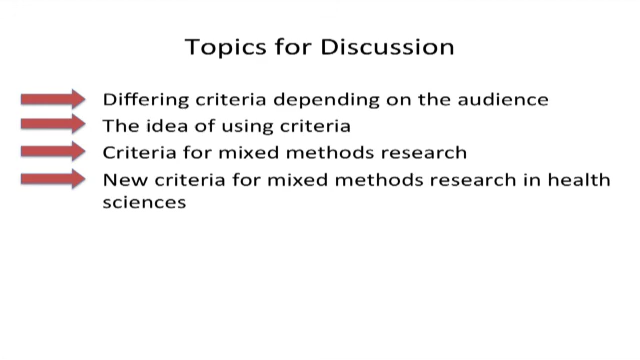 Topics for Discussion
Differing criteria depending on the audience
The idea of using criteria
Criteria for mixed methods research
New criteria for mixed methods research in health
sciences